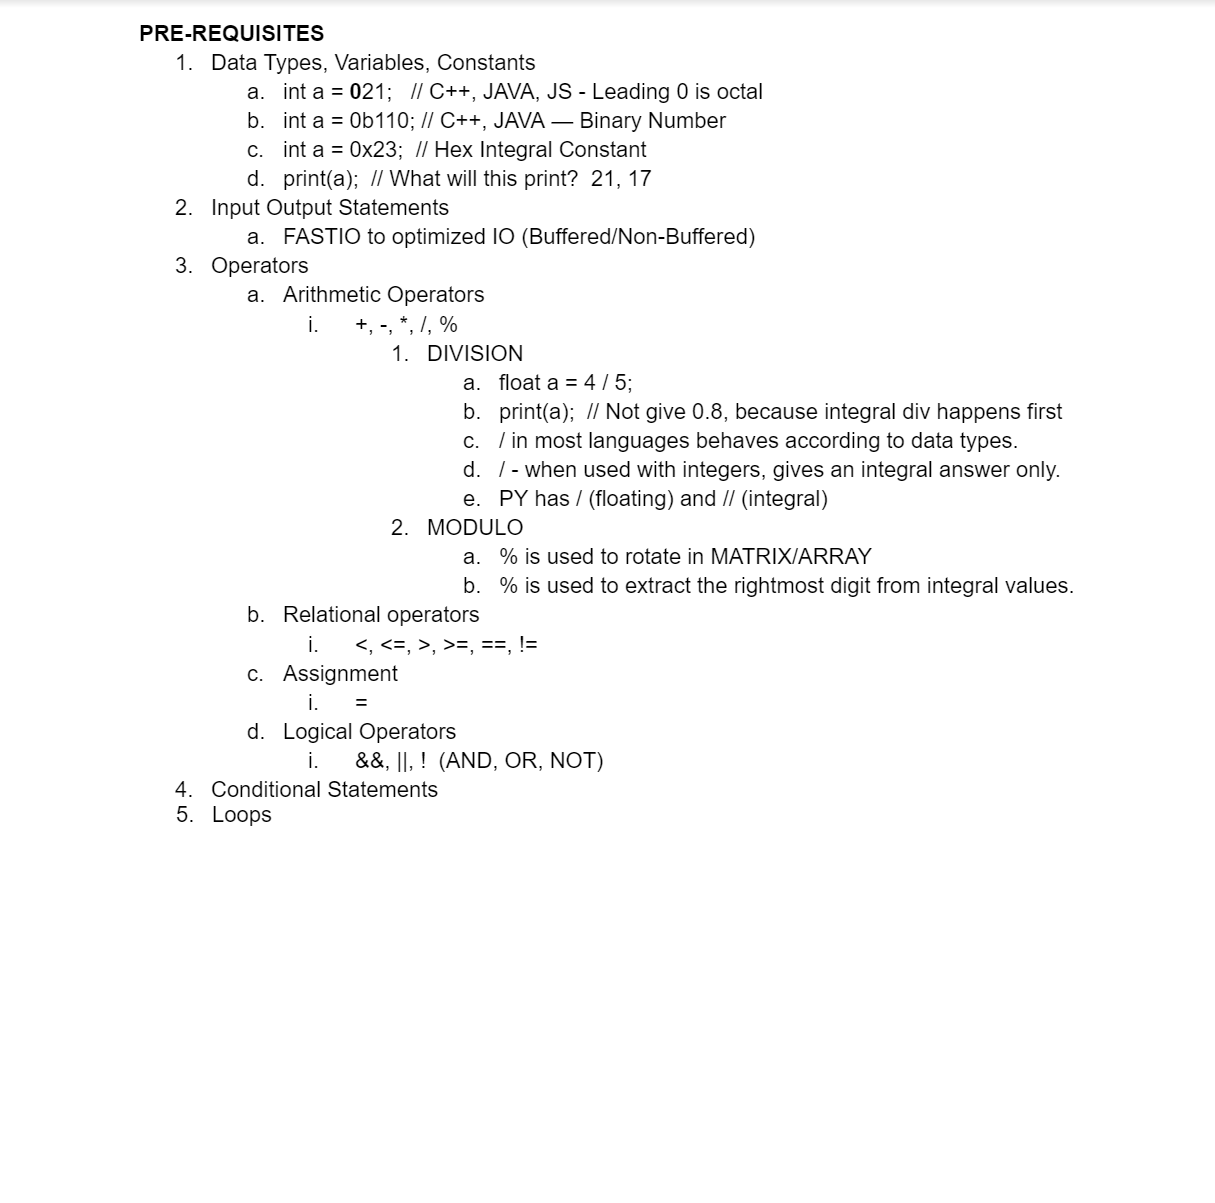 PRE-REQUISITES
1. Data Types, Variables, Constants
a. int a = 021; // C++, JAVA, JS - Leading 0 is octal
b. int a = 0b110; // C++, JAVA — Binary Number
c. int a = 0x23; // Hex Integral Constant
d. print(a); // What will this print? 21, 17
2. Input Output Statements
a. FASTIO to optimized IO (Buffered/Non-Buffered)
3. Operators
a. Arithmetic Operators
i. +, -, *, /, %
1. DIVISION
a. float a = 4 / 5;
b. print(a); // Not give 0.8, because integral div happens first
c. / in most languages behaves according to data types.
d. / - when used with integers, gives an integral answer only.
e. PY has / (floating) and // (integral)
2. MODULO
a. % is used to rotate in MATRIX/ARRAY
b. % is used to extract the rightmost digit from integral values.
b. Relational operators
i. <, <=, >, >=, ==, !=
c. Assignment
i. =
d. Logical Operators
i. &&, ||, ! (AND, OR, NOT)
4. Conditional Statements
5. Loops